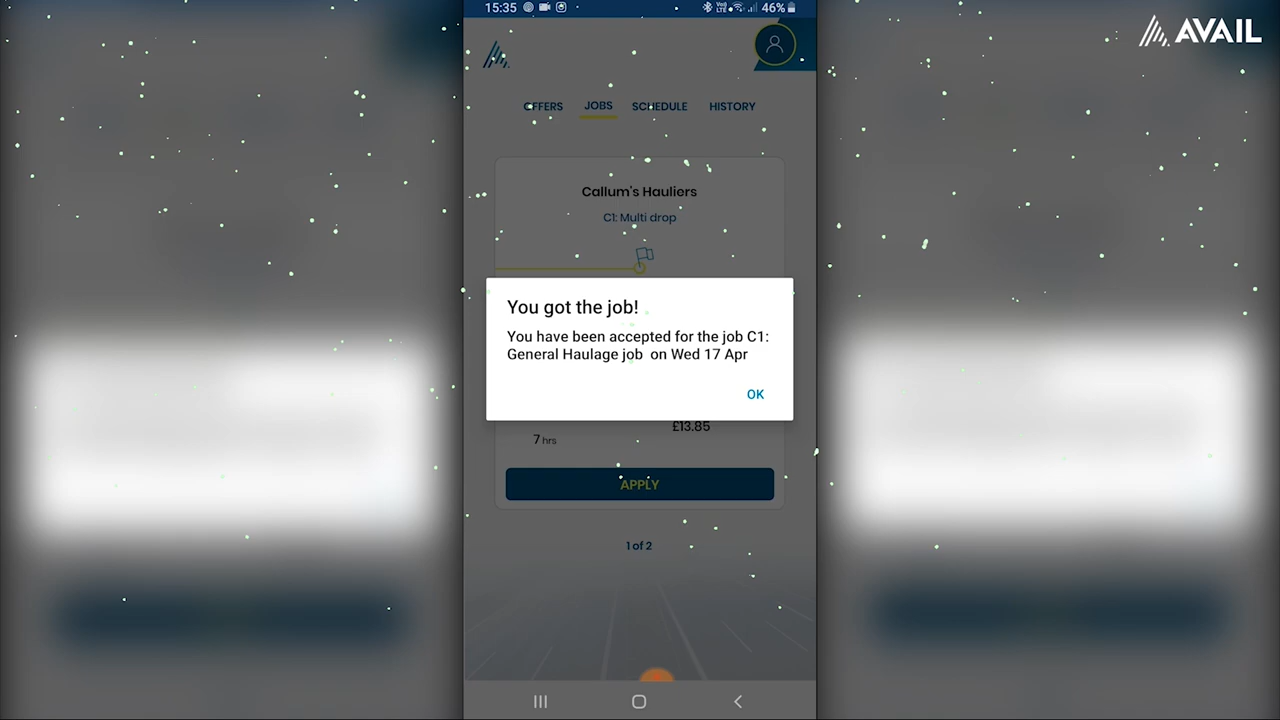 15:35
46%
AVAIL
OFFERS JOBS SCHEDULE HISTORY
Callum's Hauliers
C1: Multi drop
You got the job!
You have been accepted for the job C1:
General Haulage job on Wed 17 Apr
OK
£13.85
7 hrs
APPLY
1 of 2